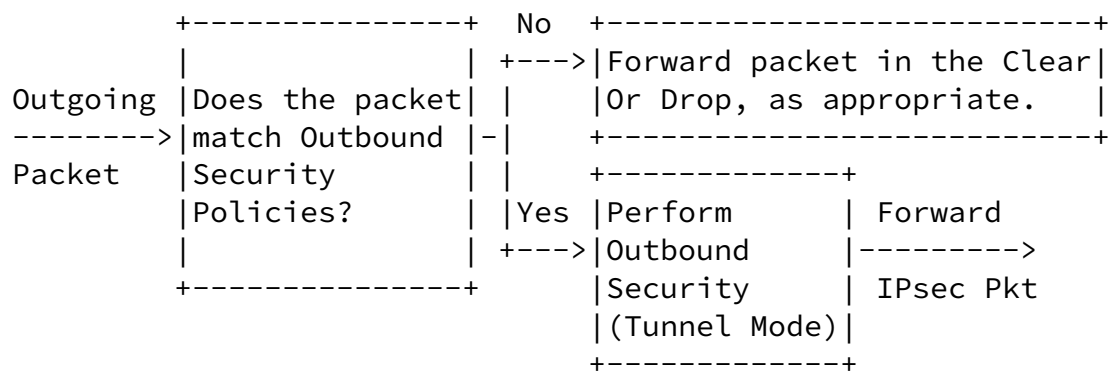 No
Forward packet in the Clear
Outgoing
Does the packet
Or Drop, as appropriate.
match Outbound
Packet
Security
Policies?
Yes
Perform
Forward
Outbound
Security
IPsec Pkt
(Tunnel Mode)